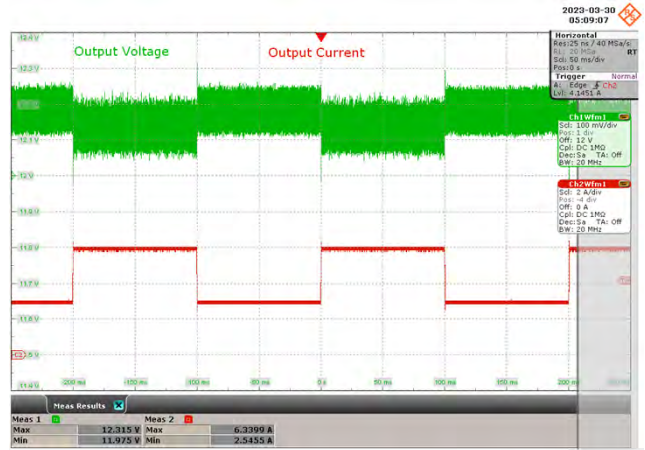 2023-03-30
05:09:07
Horizontal
Res:25 ns / 40 MSa/s
RL: 20 MSa RT
Scl: 50 ms/div
Pos:0 s
Trigger Normal
A: Edge Ch2
Lvl: 4.1451 A
Output Voltage
Output Current
12.4 V
12.3 V
12.1 V
12 V
11.9 V
11.8 V
11.7 V
11.6 V
11.4 V
Ch1Wfm1
Scl: 100 mV/div
Pos: 1 div
Off: 12 V
Cpl: DC 1MΩ
Dec:Sa TA: Off
BW: 20 MHz
Ch2Wfm1
Scl: 2 A/div
Pos: -4 div
Off: 0 A
Cpl: DC 1MΩ
Dec:Sa TA: Off
BW: 20 MHz
-200 ms -150 ms -100 ms -50 ms 0 s 50 ms 100 ms 150 ms 200 ms
Meas Results
Meas 1 Meas 2
Max 12.315 V Max 6.3399 A
Min 11.975 V Min 2.5455 A